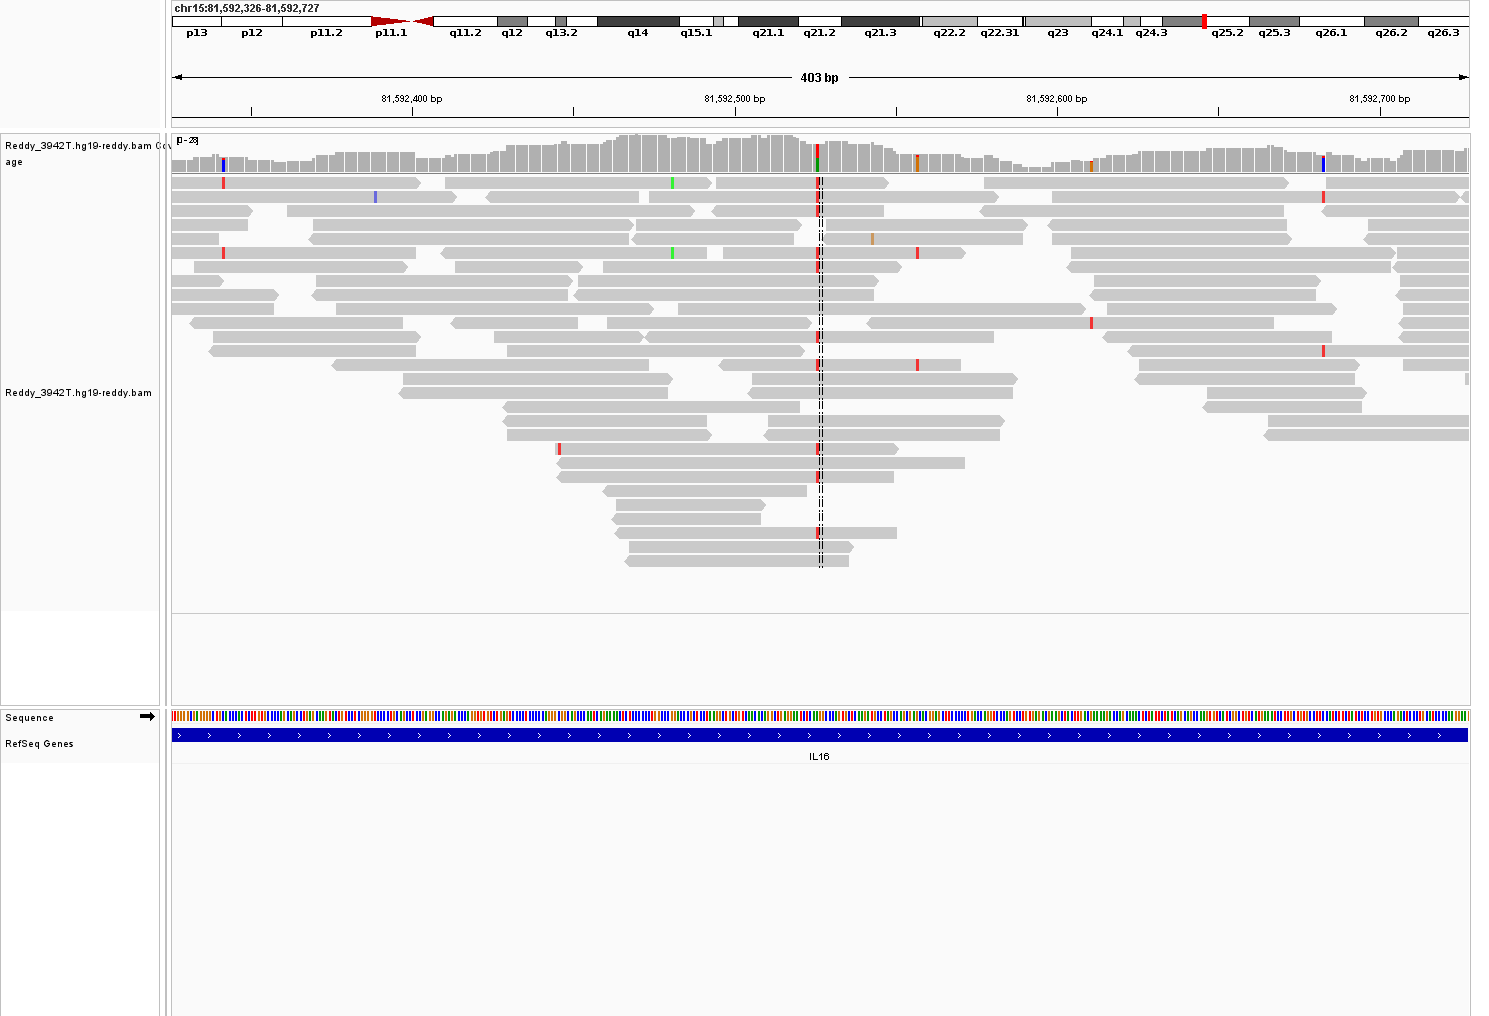 chr15:81,592,326-81,592,727
p13 p12 p11.2 p11.1 q11.2 q12 q13.2 q14 q15.1 q21.1 q21.2 q21.3 q22.2 q22.31 q23 q24.1 q24.3 q25.2 q25.3 q26.1 q26.2 q26.3
403 bp
81,592,400 bp 81,592,500 bp 81,592,600 bp 81,592,700 bp
Reddy_3942T.hg19-reddy.bam Cov
age
Reddy_3942T.hg19-reddy.bam
Sequence
RefSeq Genes
IL16